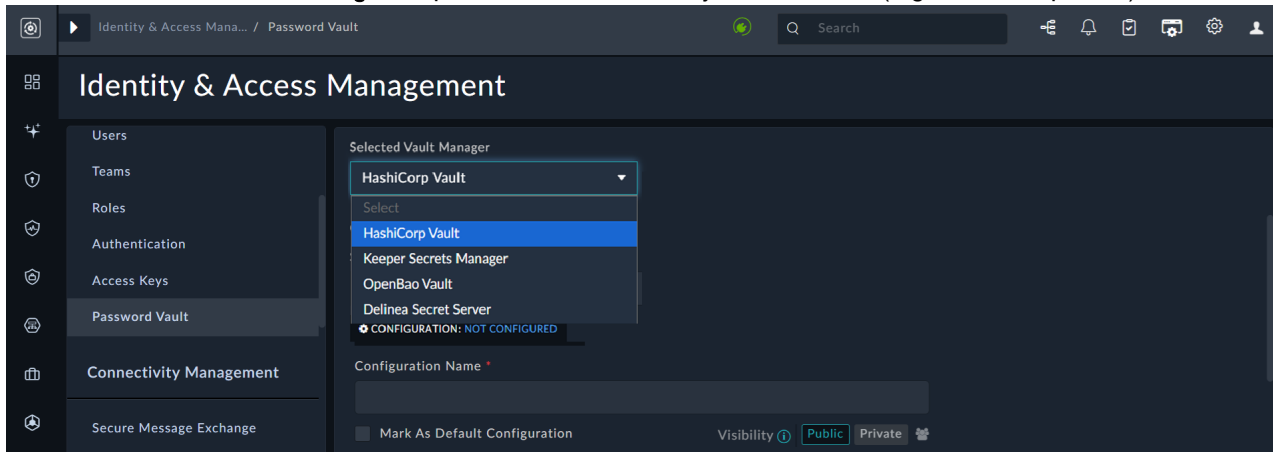 Identity & Access Mana... / Password Vault
Search
Identity & Access Management
Users
Teams
Roles
Authentication
Access Keys
Password Vault
Connectivity Management
Secure Message Exchange
Selected Vault Manager
HashiCorp Vault
Select
HashiCorp Vault
Keeper Secrets Manager
OpenBao Vault
Delinea Secret Server
CONFIGURATION: NOT CONFIGURED
Configuration Name *
Mark As Default Configuration
Visibility Public Private